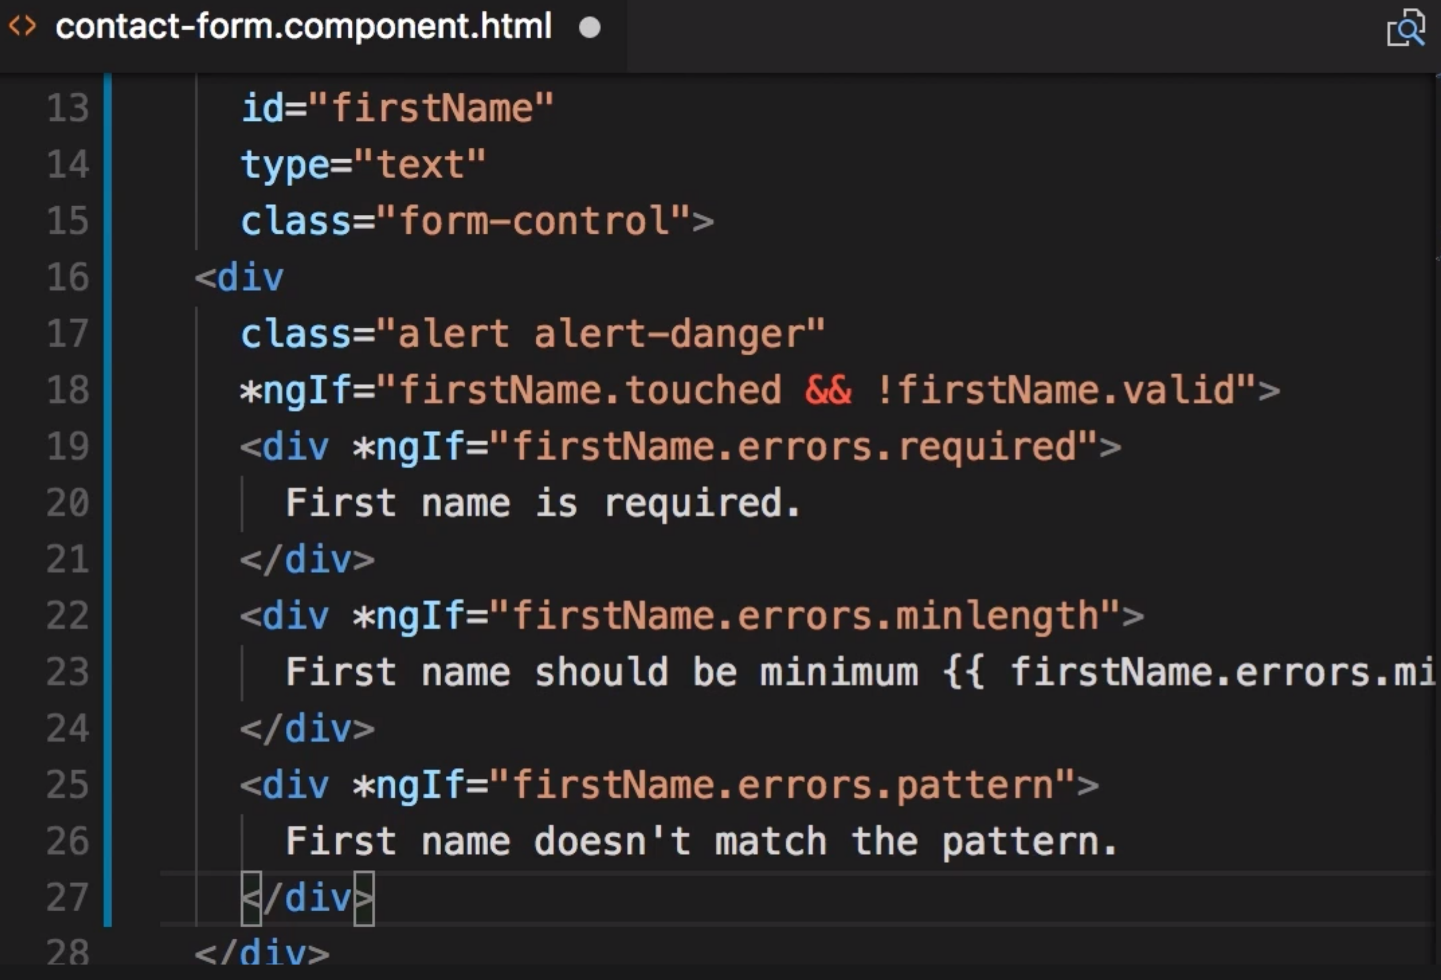 <> contact-form.component.html ●
13 id="firstName"
14 type="text"
15 class="form-control">
16 <div
17 class="alert alert-danger"
18 *ngIf="firstName.touched && !firstName.valid">
19 <div *ngIf="firstName.errors.required">
20 First name is required.
21 </div>
22 <div *ngIf="firstName.errors.minlength">
23 First name should be minimum {{ firstName.errors.mi
24 </div>
25 <div *ngIf="firstName.errors.pattern">
26 First name doesn't match the pattern.
27 </div>
28 </div>